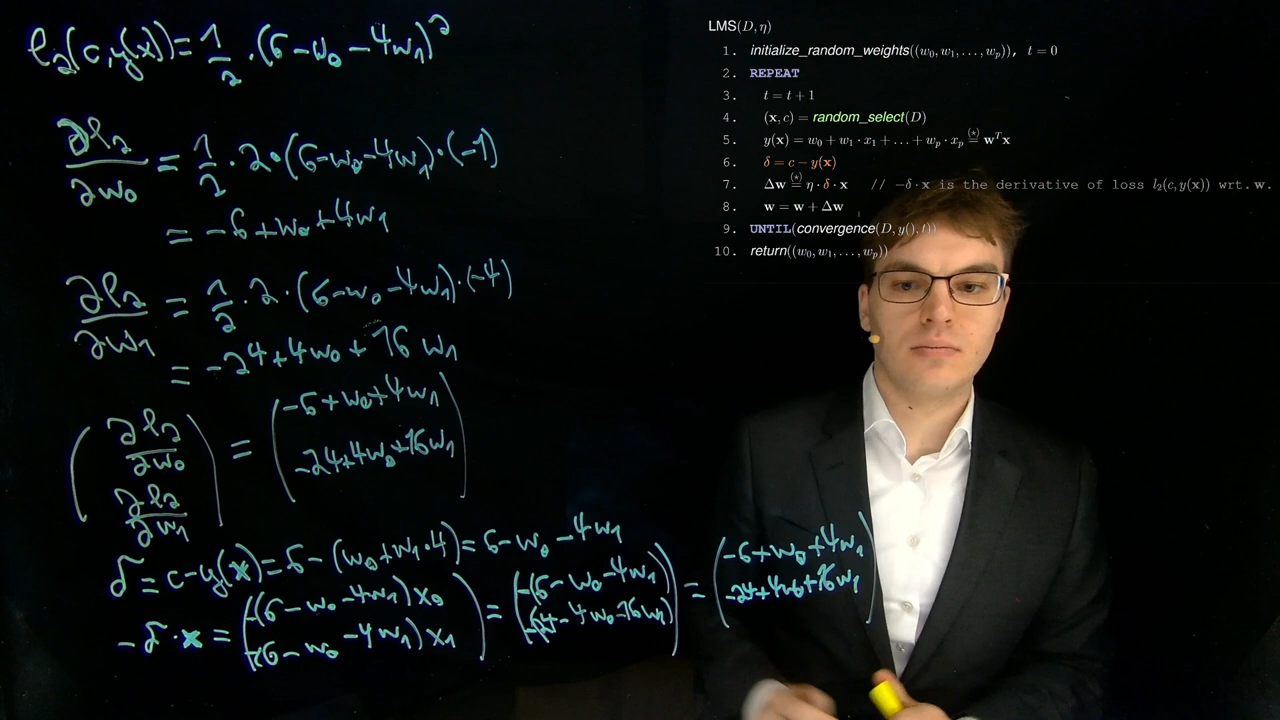 l₂(c,y(x)) = 1/2 · (6 − w₀ − 4w₁)²
∂l₂/∂w₀ = 1/2 · 2 · (6 − w₀ − 4w₁) · (−1)
= −6 + w₀ + 4w₁
∂l₂/∂w₁ = 1/2 · 2 · (6 − w₀ − 4w₁) · (−4)
= −24 + 4w₀ + 16w₁
(∂l₂/∂w₀
∂l₂/∂w₁) = (−6 + w₀ + 4w₁
−24 + 4w₀ + 16w₁)
δ = c − y(x) = 6 − (w₀ + w₁ · 4) = 6 − w₀ − 4w₁
−δ · x = (−(6 − w₀ − 4w₁) x₀
−(6 − w₀ − 4w₁) x₁) = (−(6 − w₀ − 4w₁)
−(24 − 4w₀ − 16w₁)) = (−6 + w₀ + 4w₁
−24 + 4w₀ + 16w₁)
LMS(D, η)
1. initialize_random_weights((w₀, w₁, …, wₚ)), t = 0
2. REPEAT
3. t = t + 1
4. (x, c) = random_select(D)
5. y(x) = w₀ + w₁ · x₁ + … + wₚ · xₚ (⋆)= wᵀx
6. δ = c − y(x)
7. Δw (⋆)= η · δ · x // −δ · x is the derivative of loss l₂(c, y(x)) wrt. w.
8. w = w + Δw
9. UNTIL(convergence(D, y(), t))
10. return((w₀, w₁, …, wₚ))